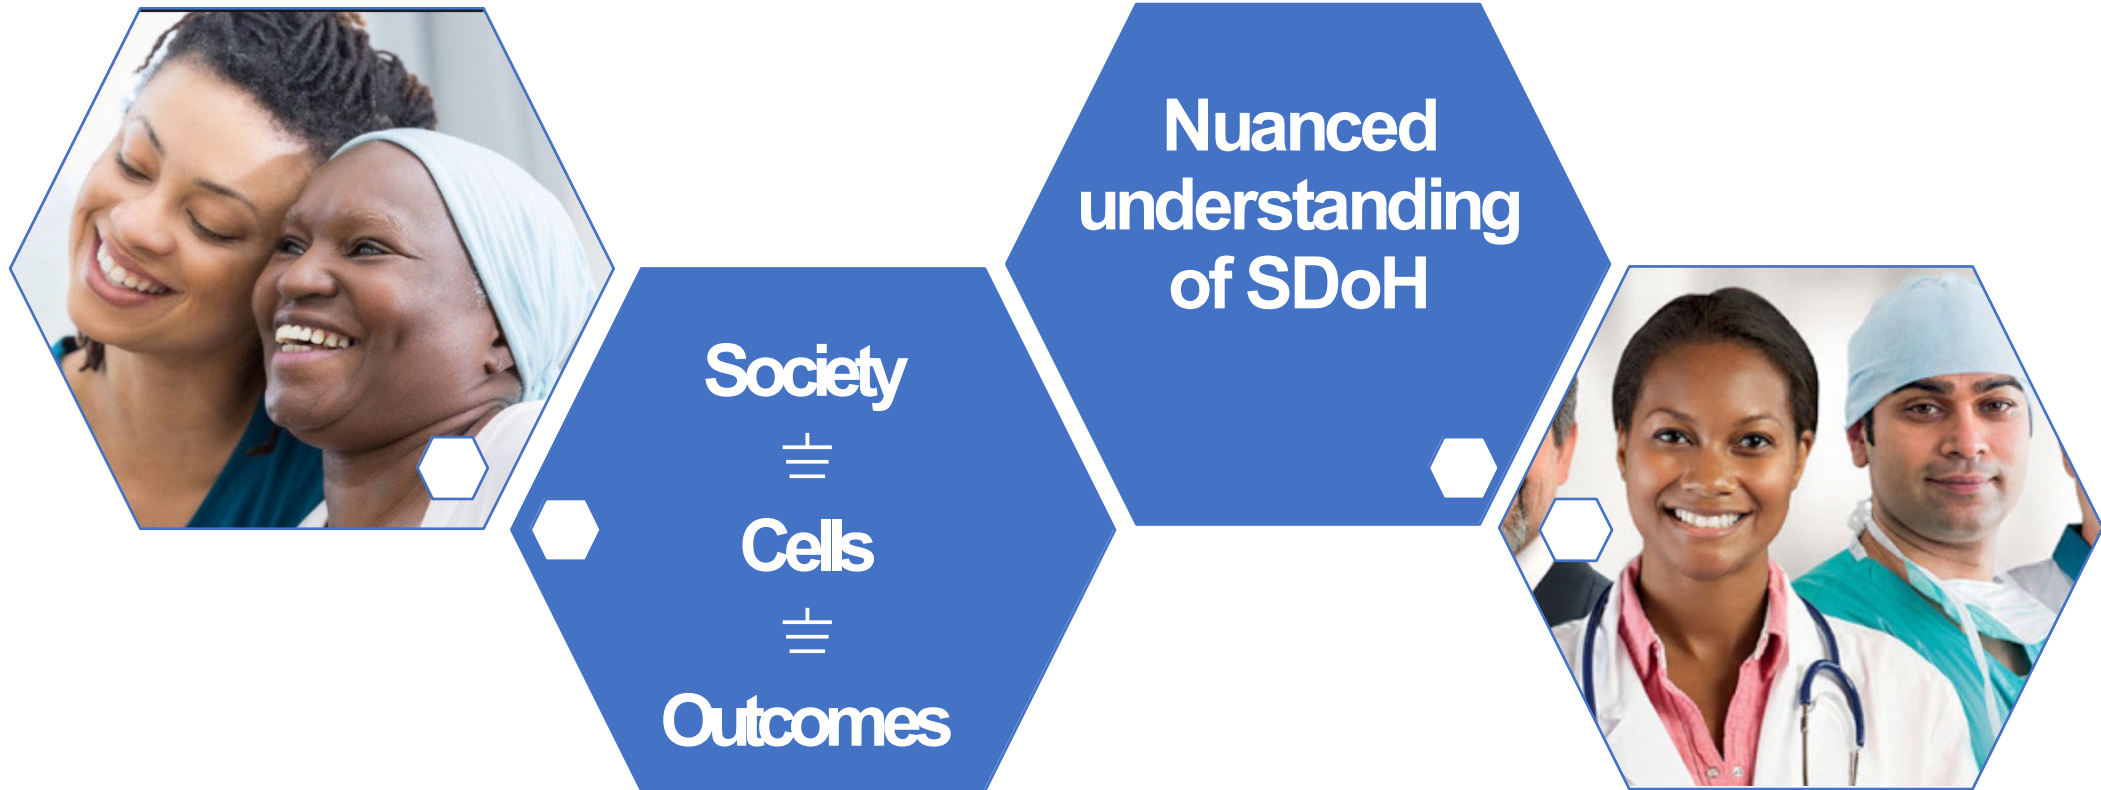 Society
Cells
Outcomes
Nuanced
understanding
of SDoH